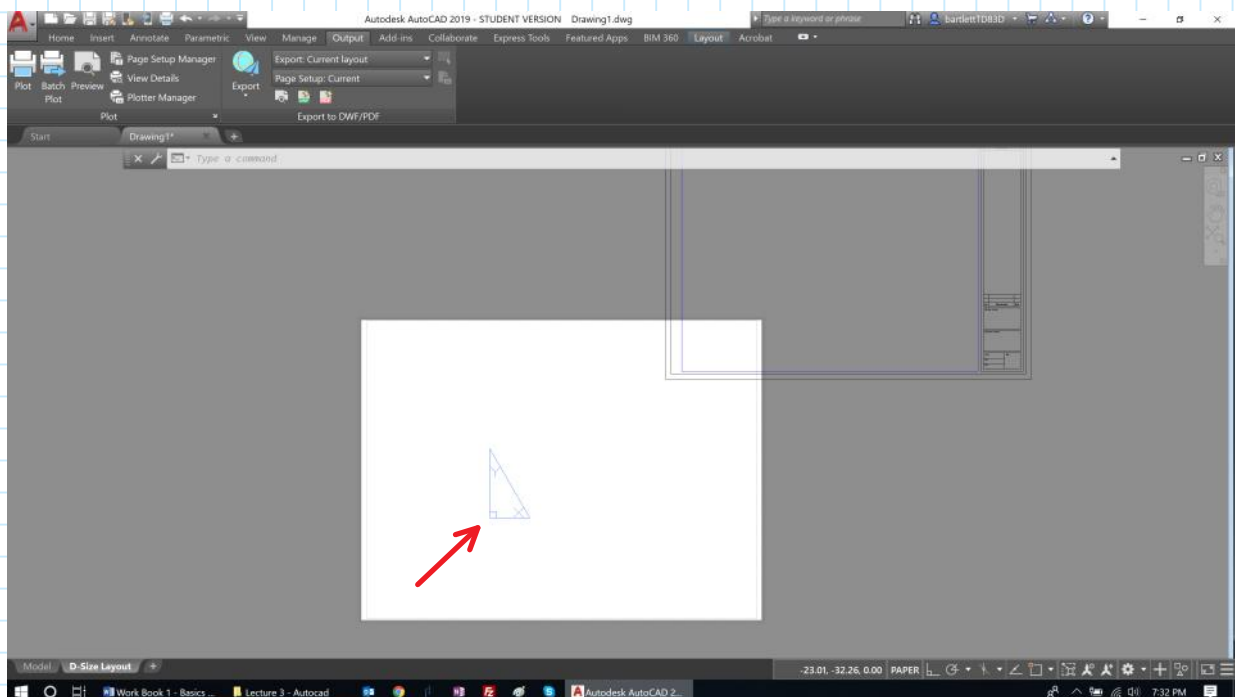 Autodesk AutoCAD 2019 - STUDENT VERSION Drawing1.dwg
Type a keyword or phrase
bartlettTD83D
Home Insert Annotate Parametric View Manage Output Add-ins Collaborate Express Tools Featured Apps BIM 360 Layout Acrobat
Plot
Batch Plot
Preview
Page Setup Manager
View Details
Plotter Manager
Plot
Export
Export: Current layout
Page Setup: Current
Export to DWF/PDF
Start
Drawing1*
Type a command
Y
X
Model
D-Size Layout
-23.01, -32.26, 0.00 PAPER
Work Book 1 - Basics ...
Lecture 3 - Autocad
Autodesk AutoCAD 2...
7:32 PM